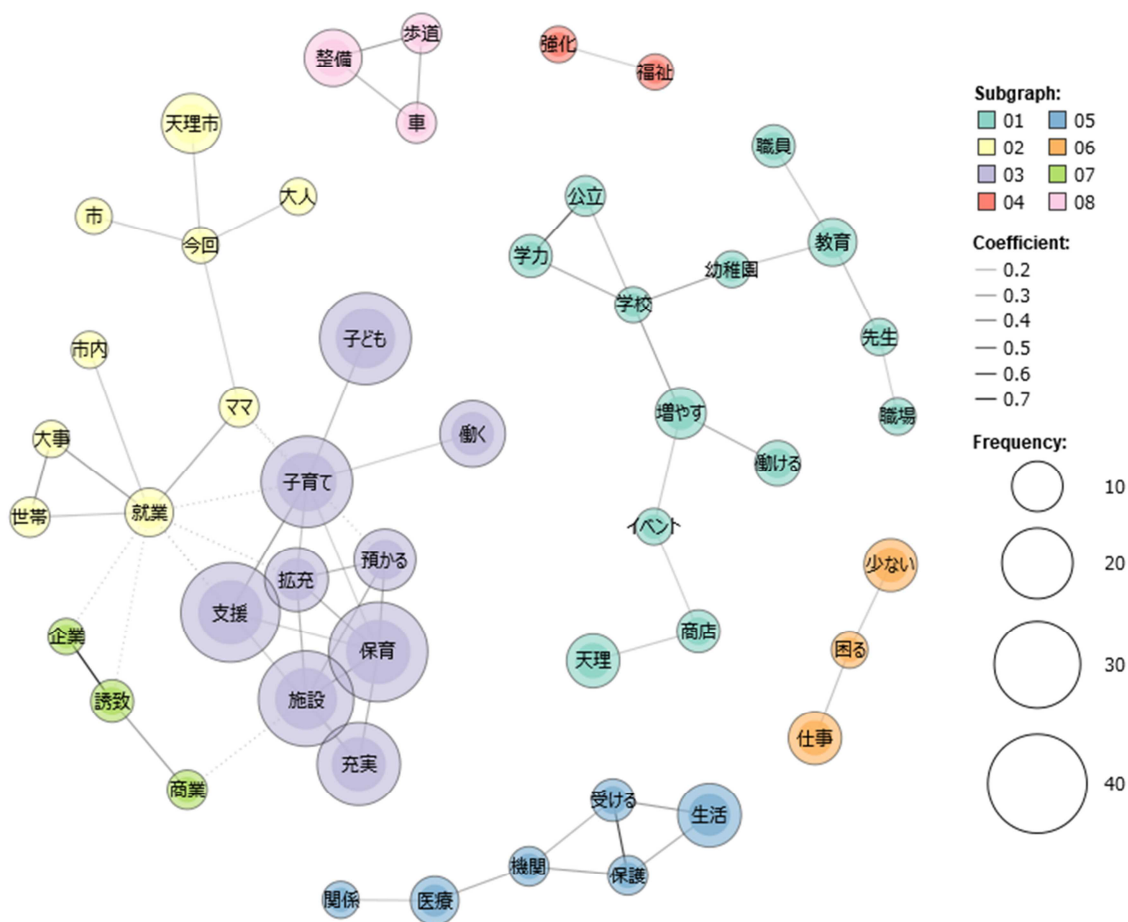 歩道
整備
車
強化
福祉
天理市
大人
市
今回
市内
ママ
大事
世帯
就業
子ども
働く
子育て
預かる
拡充
支援
保育
施設
充実
企業
誘致
商業
職員
公立
学力
教育
幼稚園
学校
先生
増やす
職場
働ける
イベント
商店
天理
少ない
困る
仕事
受ける
生活
機関
保護
関係
医療
Subgraph:
01 05
02 06
03 07
04 08
Coefficient:
0.2
0.3
0.4
0.5
0.6
0.7
Frequency:
10
20
30
40